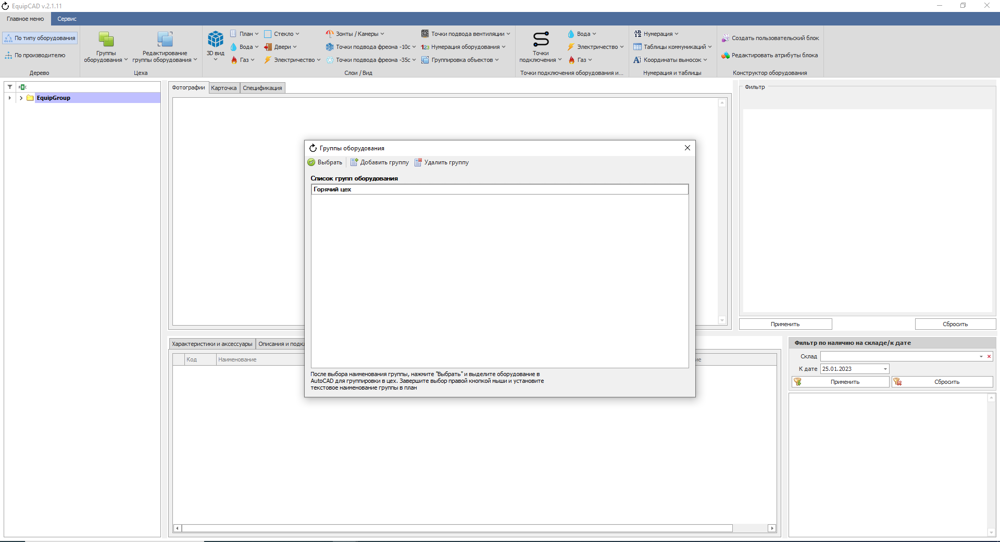 EquipCAD v.2.1.11
Главное меню
Сервис
По типу оборудования
По производителю
Дерево
Группы
оборудования
Редактирование
группы оборудования
Цеха
3D вид
План
Вода
Газ
Стекло
Двери
Электричество
Зонты / Камеры
Точки подвода фреона -10с
Точки подвода фреона -35с
Точки подвода вентиляции
123 Нумерация оборудования
Группировка объектов
Слои / Вид
Точки
подключения
Вода
Электричество
Газ
Точки подключения оборудования и...
AB
12 Нумерация
Таблицы коммуникаций
Координаты выносок
Нумерация и таблицы
Создать пользовательский блок
Редактировать атрибуты блока
Конструктор оборудования
EquipGroup
Фотографии
Карточка
Спецификация
Фильтр
Применить
Сбросить
Группы оборудования
Выбрать
Добавить группу
Удалить группу
Список групп оборудования
Горячий цех
После выбора наименования группы, нажмите "Выбрать" и выделите оборудование в
AutoCAD для группировки в цех. Завершите выбор правой кнопкой мыши и установите
текстовое наименование группы в план
Характеристики и аксессуары
Описания и подкл
Код
Наименование
ие
Фильтр по наличию на складе/к дате
Склад
К дате
25.01.2023
Применить
Сбросить